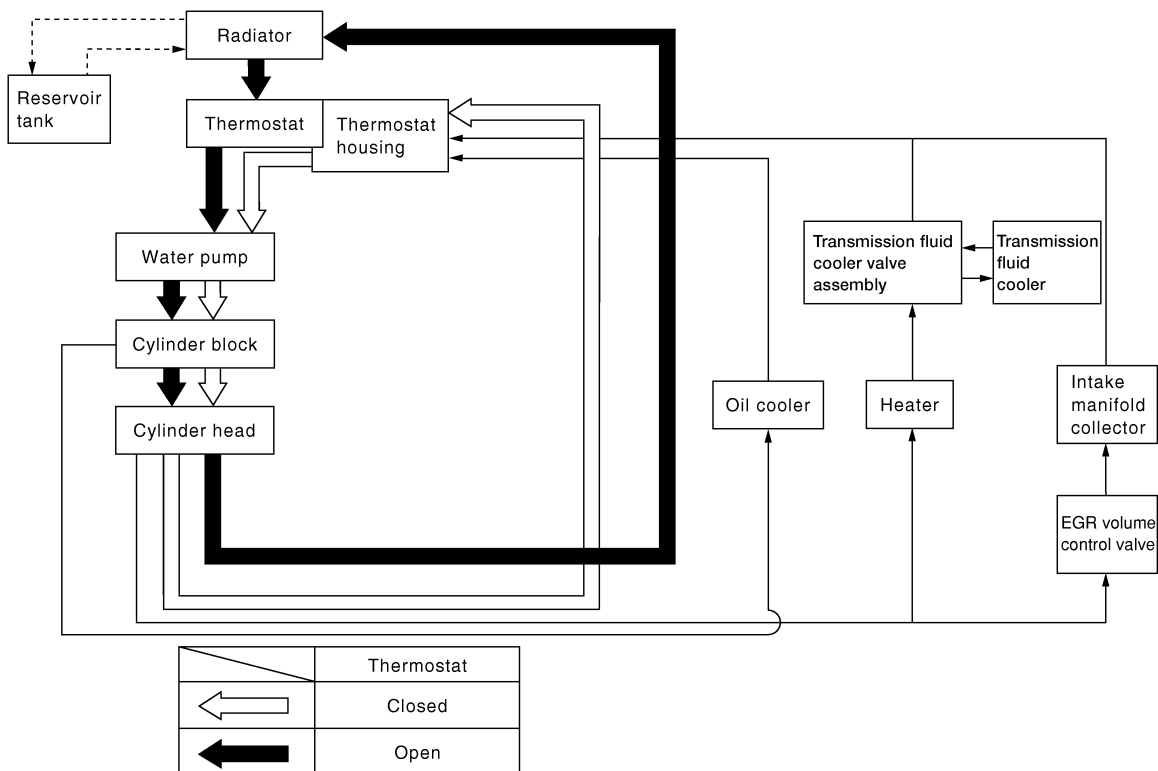 Radiator
Reservoir
tank
Thermostat
Thermostat
housing
Water pump
Transmission fluid
cooler valve
assembly
Transmission
fluid
cooler
Cylinder block
Cylinder head
Oil cooler
Heater
Intake
manifold
collector
EGR volume
control valve
Thermostat
Closed
Open